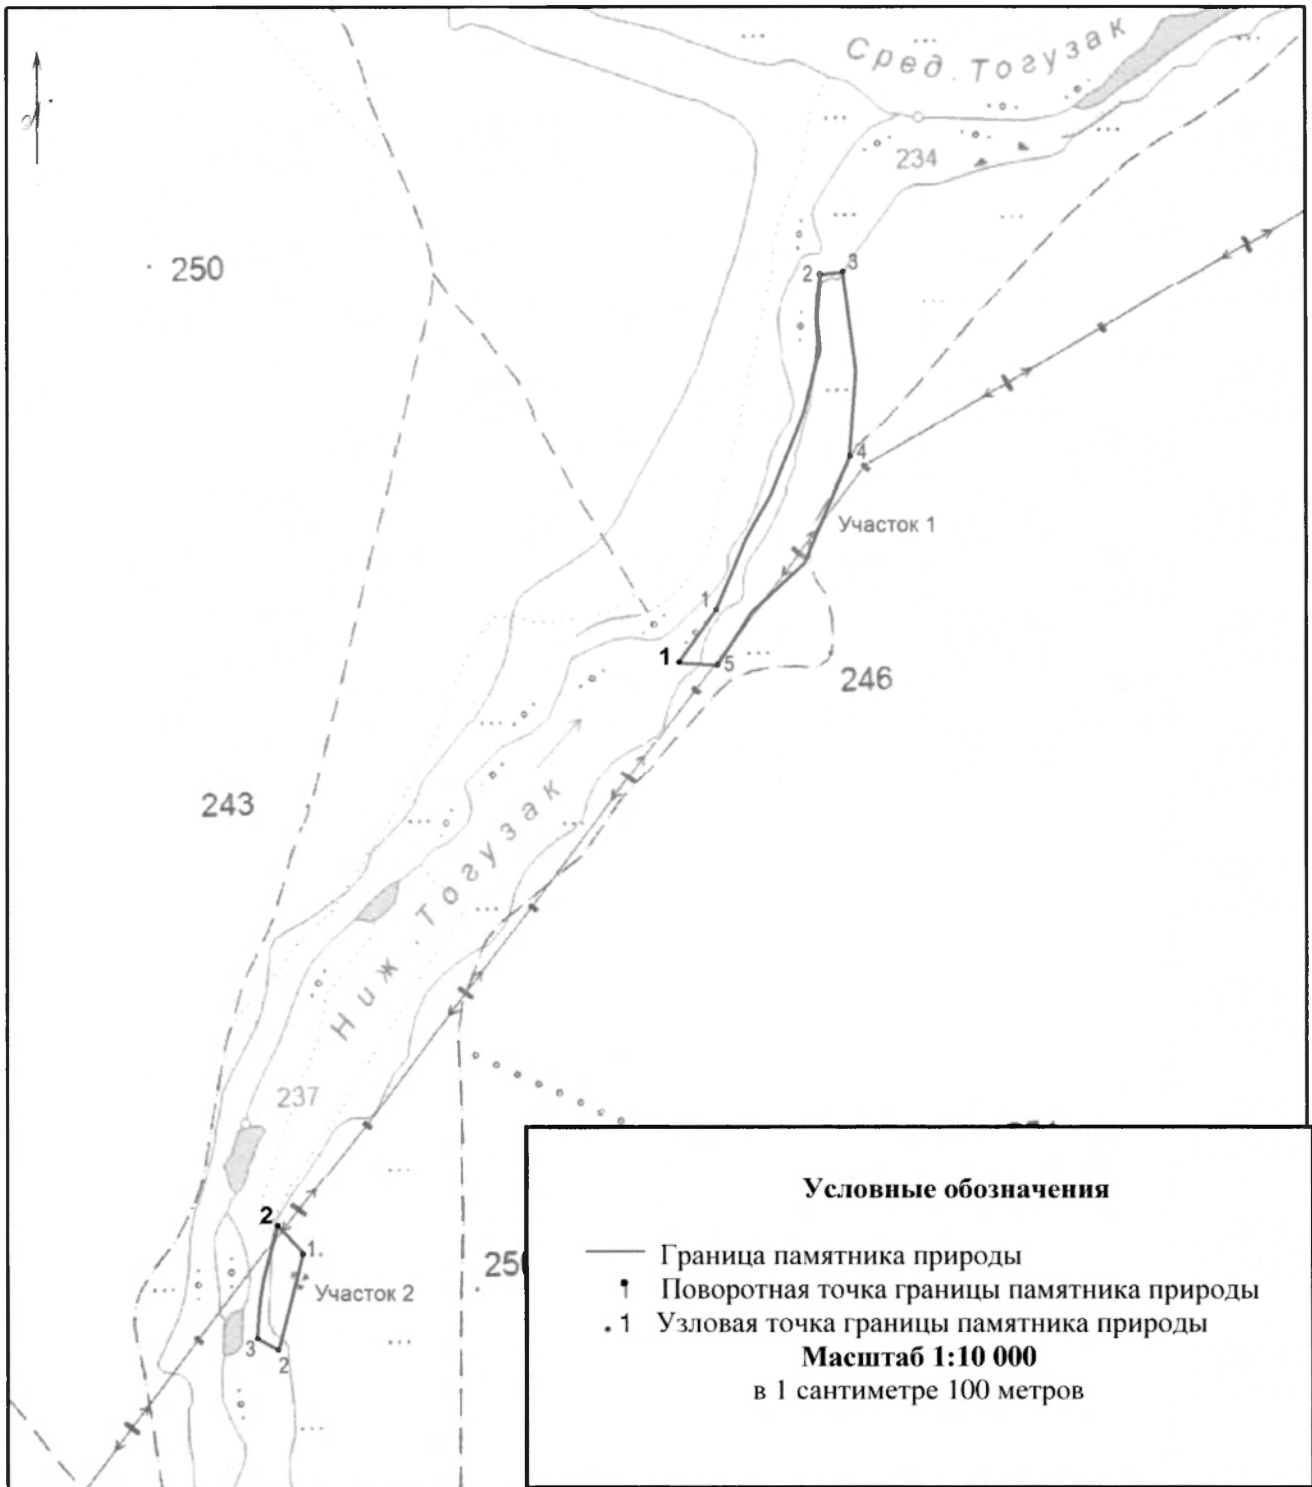 Сред. Тогузак
234
250
2
3
4
Участок 1
1
1
5
246
243
Ниж. Тогузак
237
2
1
Участок 2
3
2
Условные обозначения
Граница памятника природы
1 Поворотная точка границы памятника природы
. 1 Узловая точка границы памятника природы
Масштаб 1:10 000
в 1 сантиметре 100 метров